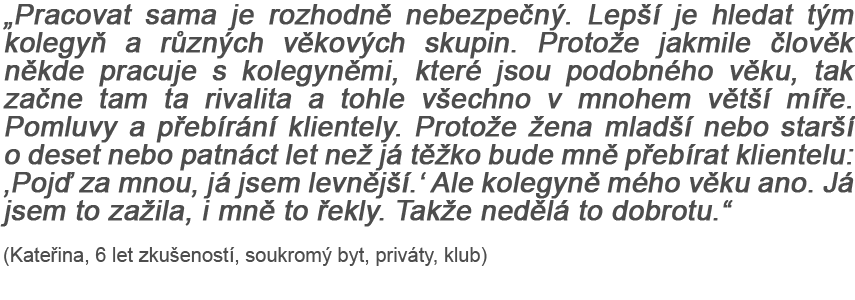 „Pracovat sama je rozhodně nebezpečný. Lepší je hledat tým
kolegyň a různých věkových skupin. Protože jakmile člověk
někde pracuje s kolegyněmi, které jsou podobného věku, tak
začne tam ta rivalita a tohle všechno v mnohem větší míře.
Pomluvy a přebírání klientely. Protože žena mladší nebo starší
o deset nebo patnáct let než já těžko bude mně přebírat klientelu:
‚Pojď za mnou, já jsem levnější.‘ Ale kolegyně mého věku ano. Já
jsem to zažila, i mně to řekly. Takže nedělá to dobrotu.“
(Kateřina, 6 let zkušeností, soukromý byt, priváty, klub)